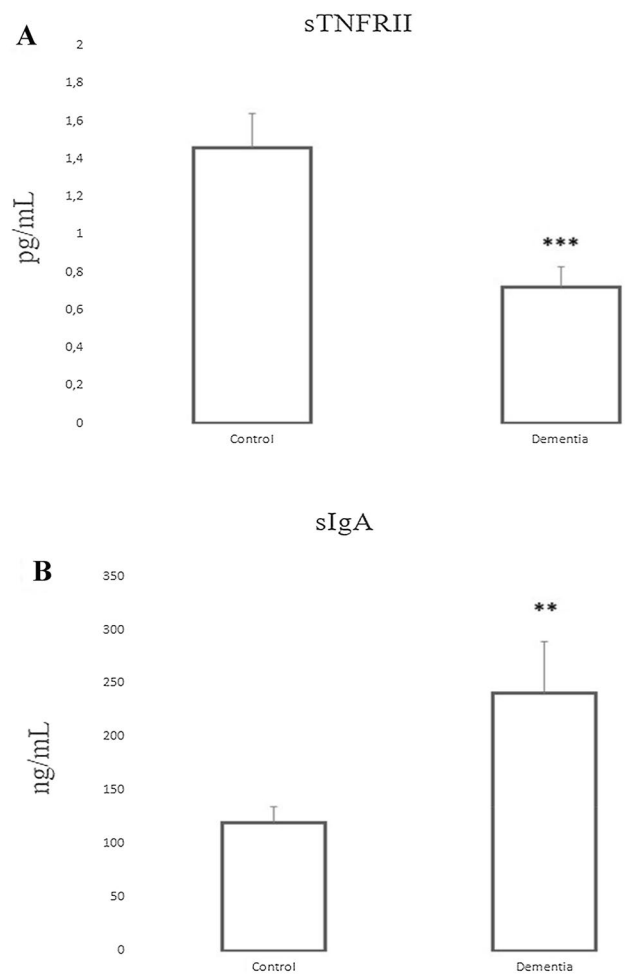 A
sTNFRII
pg/mL
2
1,8
1,6
1,4
1,2
1
0,8
0,6
0,4
0,2
0
***
Control
Dementia
B
sIgA
ng/mL
350
300
250
200
150
100
50
0
**
Control
Dementia